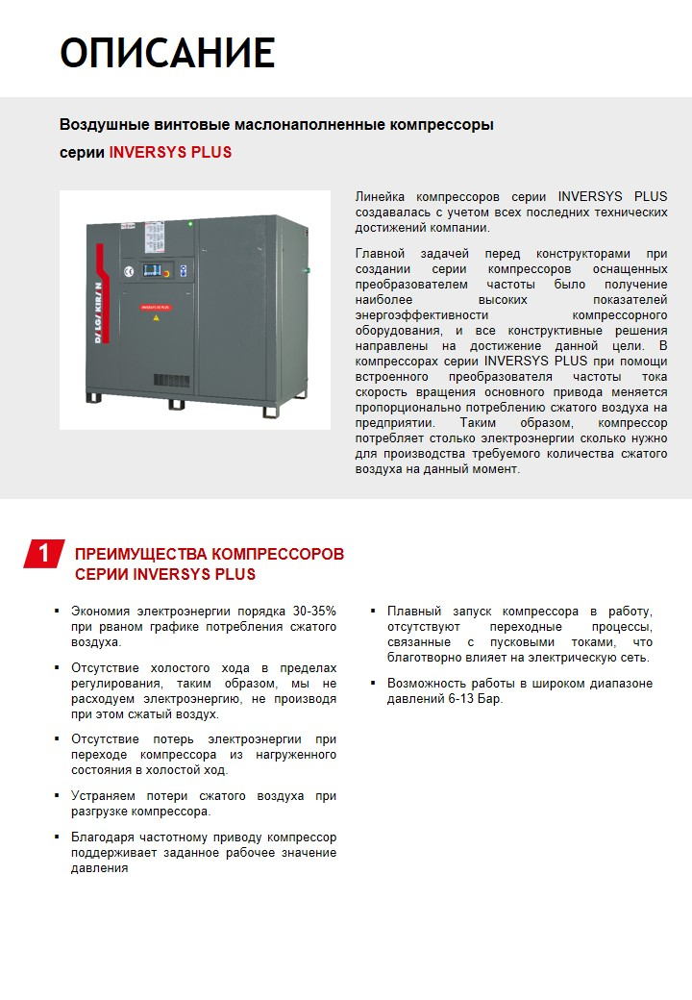 ОПИСАНИЕ
Воздушные винтовые маслонаполненные компрессоры
серии INVERSYS PLUS
DALGAKIRAN
CE
INVERSYS 90 PLUS
Линейка компрессоров серии INVERSYS PLUS
создавалась с учетом всех последних технических
достижений компании.
Главной задачей перед конструкторами при
создании серии компрессоров оснащенных
преобразователем частоты было получение
наиболее высоких показателей
энергоэффективности компрессорного
оборудования, и все конструктивные решения
направлены на достижение данной цели. В
компрессорах серии INVERSYS PLUS при помощи
встроенного преобразователя частоты тока
скорость вращения основного привода меняется
пропорционально потреблению сжатого воздуха на
предприятии. Таким образом, компрессор
потребляет столько электроэнергии сколько нужно
для производства требуемого количества сжатого
воздуха на данный момент.
1
ПРЕИМУЩЕСТВА КОМПРЕССОРОВ
СЕРИИ INVERSYS PLUS
▪ Экономия электроэнергии порядка 30-35%
при рваном графике потребления сжатого
воздуха.
▪ Отсутствие холостого хода в пределах
регулирования, таким образом, мы не
расходуем электроэнергию, не производя
при этом сжатый воздух.
▪ Отсутствие потерь электроэнергии при
переходе компрессора из нагруженного
состояния в холостой ход.
▪ Устраняем потери сжатого воздуха при
разгрузке компрессора.
▪ Благодаря частотному приводу компрессор
поддерживает заданное рабочее значение
давления
▪ Плавный запуск компрессора в работу,
отсутствуют переходные процессы,
связанные с пусковыми токами, что
благотворно влияет на электрическую сеть.
▪ Возможность работы в широком диапазоне
давлений 6-13 Бар.